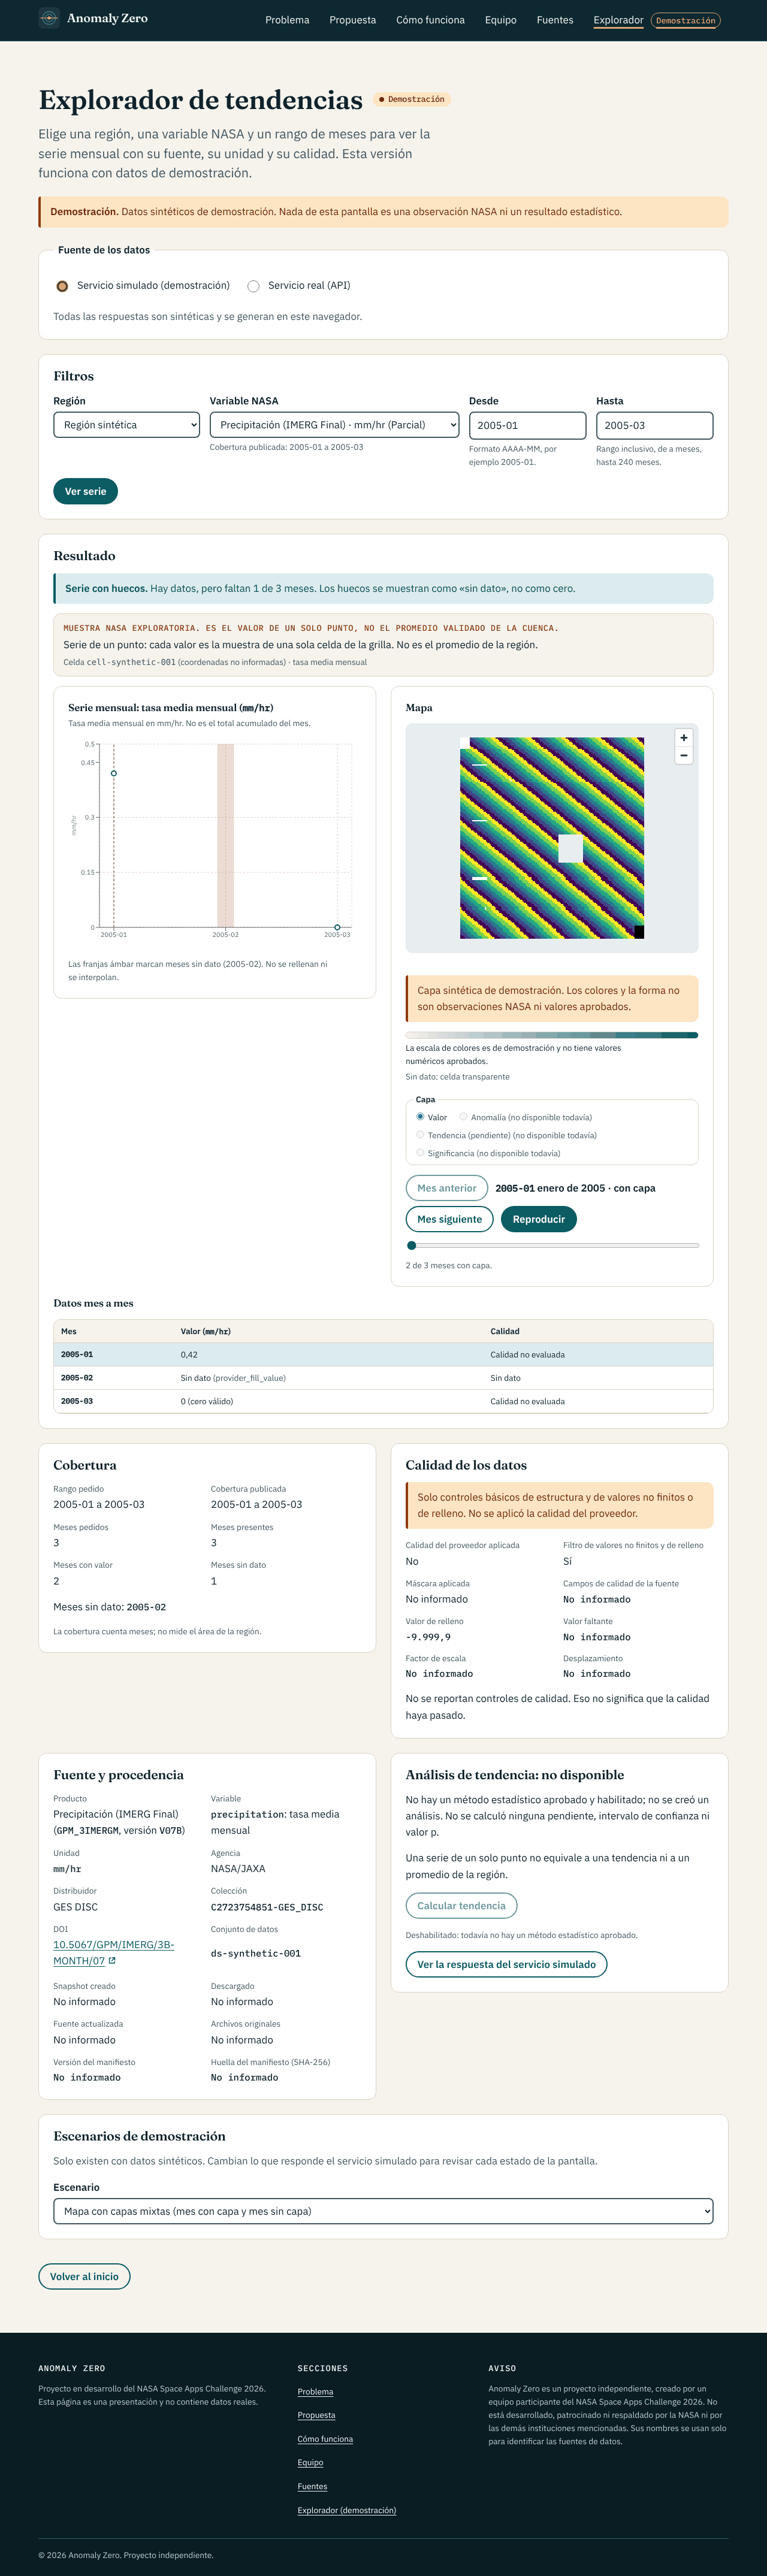 Anomaly Zero
Problema
Propuesta
Cómo funciona
Equipo
Fuentes
Explorador
Demostración
Explorador de tendencias
Demostración
Elige una región, una variable NASA y un rango de meses para ver la
serie mensual con su fuente, su unidad y su calidad. Esta versión
funciona con datos de demostración.
Demostración. Datos sintéticos de demostración. Nada de esta pantalla es una observación NASA ni un resultado estadístico.
Fuente de los datos
Servicio simulado (demostración)
Servicio real (API)
Todas las respuestas son sintéticas y se generan en este navegador.
Filtros
Región
Región sintética
Variable NASA
Precipitación (IMERG Final) · mm/hr (Parcial)
Cobertura publicada: 2005-01 a 2005-03
Desde
2005-01
Formato AAAA-MM, por
ejemplo 2005-01.
Hasta
2005-03
Rango inclusivo, de a meses,
hasta 240 meses.
Ver serie
Resultado
Serie con huecos. Hay datos, pero faltan 1 de 3 meses. Los huecos se muestran como «sin dato», no como cero.
MUESTRA NASA EXPLORATORIA. ES EL VALOR DE UN SOLO PUNTO, NO EL PROMEDIO VALIDADO DE LA CUENCA.
Serie de un punto: cada valor es la muestra de una sola celda de la grilla. No es el promedio de la región.
Celda cell-synthetic-001 (coordenadas no informadas) · tasa media mensual
Serie mensual: tasa media mensual (mm/hr)
Tasa media mensual en mm/hr. No es el total acumulado del mes.
0.5
0.45
0.3
0.15
0
mm/hr
2005-01
2005-02
2005-03
Las franjas ámbar marcan meses sin dato (2005-02). No se rellenan ni
se interpolan.
Mapa
+
−
Capa sintética de demostración. Los colores y la forma no
son observaciones NASA ni valores aprobados.
La escala de colores es de demostración y no tiene valores
numéricos aprobados.
Sin dato: celda transparente
Capa
Valor
Anomalía (no disponible todavía)
Tendencia (pendiente) (no disponible todavía)
Significancia (no disponible todavía)
Mes anterior
2005-01 enero de 2005 · con capa
Mes siguiente
Reproducir
2 de 3 meses con capa.
Datos mes a mes
Mes
Valor (mm/hr)
Calidad
2005-01
0,42
Calidad no evaluada
2005-02
Sin dato (provider_fill_value)
Sin dato
2005-03
0 (cero válido)
Calidad no evaluada
Cobertura
Rango pedido
2005-01 a 2005-03
Cobertura publicada
2005-01 a 2005-03
Meses pedidos
3
Meses presentes
3
Meses con valor
2
Meses sin dato
1
Meses sin dato: 2005-02
La cobertura cuenta meses; no mide el área de la región.
Calidad de los datos
Solo controles básicos de estructura y de valores no finitos o
de relleno. No se aplicó la calidad del proveedor.
Calidad del proveedor aplicada
No
Filtro de valores no finitos y de relleno
Sí
Máscara aplicada
No informado
Campos de calidad de la fuente
No informado
Valor de relleno
-9.999,9
Valor faltante
No informado
Factor de escala
No informado
Desplazamiento
No informado
No se reportan controles de calidad. Eso no significa que la calidad
haya pasado.
Fuente y procedencia
Producto
Precipitación (IMERG Final)
(GPM_3IMERGM, versión V07B)
Variable
precipitation: tasa media
mensual
Unidad
mm/hr
Agencia
NASA/JAXA
Distribuidor
GES DISC
Colección
C2723754851-GES_DISC
DOI
10.5067/GPM/IMERG/3B-
MONTH/07
Conjunto de datos
ds-synthetic-001
Snapshot creado
No informado
Descargado
No informado
Fuente actualizada
No informado
Archivos originales
No informado
Versión del manifiesto
No informado
Huella del manifiesto (SHA-256)
No informado
Análisis de tendencia: no disponible
No hay un método estadístico aprobado y habilitado; no se creó un
análisis. No se calculó ninguna pendiente, intervalo de confianza ni
valor p.
Una serie de un solo punto no equivale a una tendencia ni a un
promedio de la región.
Calcular tendencia
Deshabilitado: todavía no hay un método estadístico aprobado.
Ver la respuesta del servicio simulado
Escenarios de demostración
Solo existen con datos sintéticos. Cambian lo que responde el servicio simulado para revisar cada estado de la pantalla.
Escenario
Mapa con capas mixtas (mes con capa y mes sin capa)
Volver al inicio
ANOMALY ZERO
Proyecto en desarrollo del NASA Space Apps Challenge 2026.
Esta página es una presentación y no contiene datos reales.
SECCIONES
Problema
Propuesta
Cómo funciona
Equipo
Fuentes
Explorador (demostración)
AVISO
Anomaly Zero es un proyecto independiente, creado por un
equipo participante del NASA Space Apps Challenge 2026. No
está desarrollado, patrocinado ni respaldado por la NASA ni por
las demás instituciones mencionadas. Sus nombres se usan solo
para identificar las fuentes de datos.
© 2026 Anomaly Zero. Proyecto independiente.